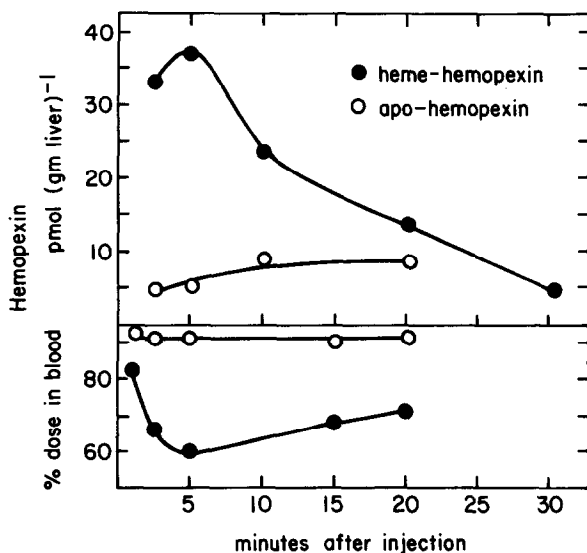 40
heme-hemopexin
apo-hemopexin
30
20
10
Hemopexin
pmol (gm liver)⁻¹
80
60
% dose in blood
5 10 15 20 25 30
minutes after injection